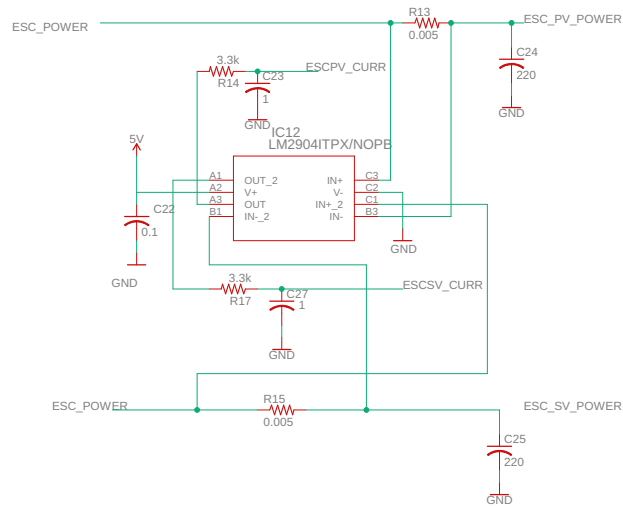 R13
ESC_POWER
ESC_PV_POWER
0.005
C24
3.3k
ESCPV_CURR
220
C23
R14
1
GND
GND
IC12
5V
LM2904ITPX/NOPB
A1 OUT_2 IN+ C3
A2 V+ V- C2
A3 OUT IN+_2 C1
B1 IN-_2 IN- B3
C22
0.1
GND
GND
3.3k
ESCSV_CURR
C27
R17
1
GND
R15
ESC_POWER
ESC_SV_POWER
0.005
C25
220
GND